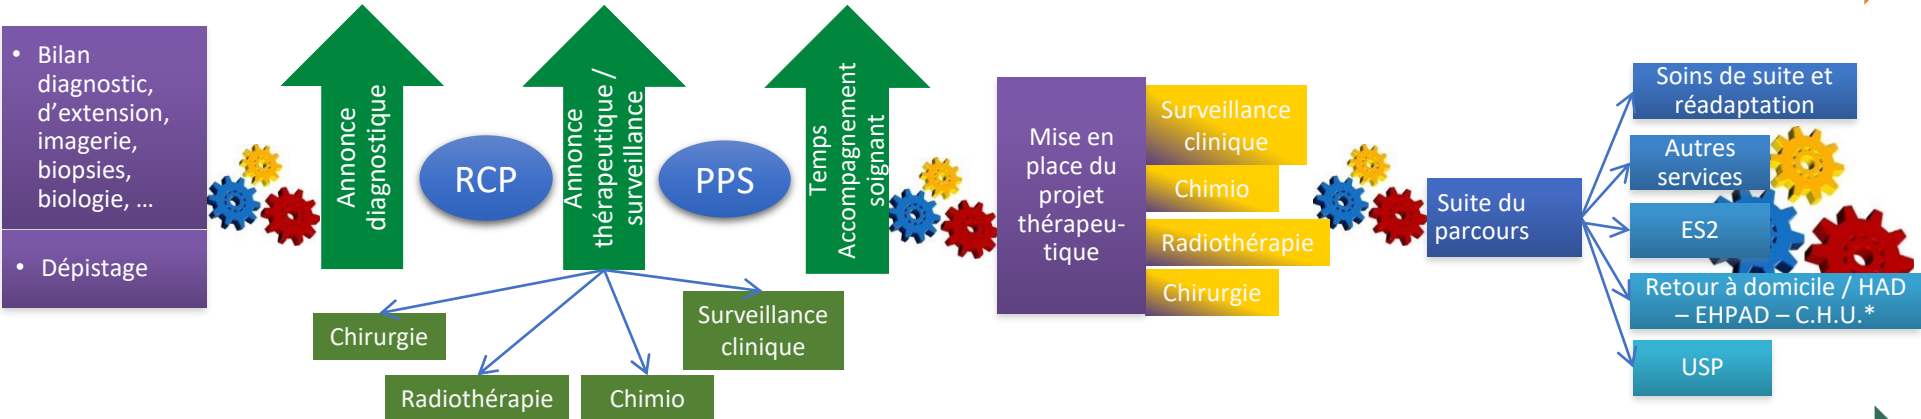 • Bilan
diagnostic,
d’extension,
imagerie,
biopsies,
biologie, …
• Dépistage
Annonce
diagnostique
RCP
Annonce
thérapeutique /
surveillance
PPS
Temps
Accompagnement
soignant
Chirurgie
Radiothérapie
Chimio
Surveillance
clinique
Mise en
place du
projet
thérapeu-
tique
Surveillance
clinique
Chimio
Radiothérapie
Chirurgie
Suite du
parcours
Soins de suite et
réadaptation
Autres
services
ES2
Retour à domicile / HAD
– EHPAD – C.H.U.*
USP